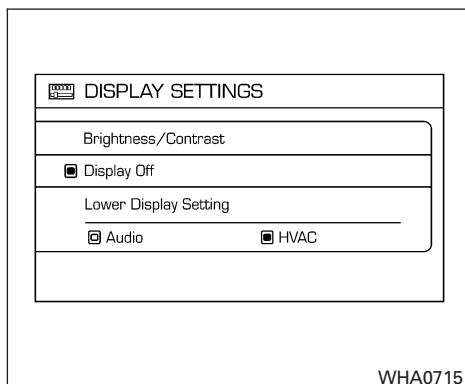 DISPLAY SETTINGS
Brightness/Contrast
Display Off
Lower Display Setting
Audio HVAC
WHA0715